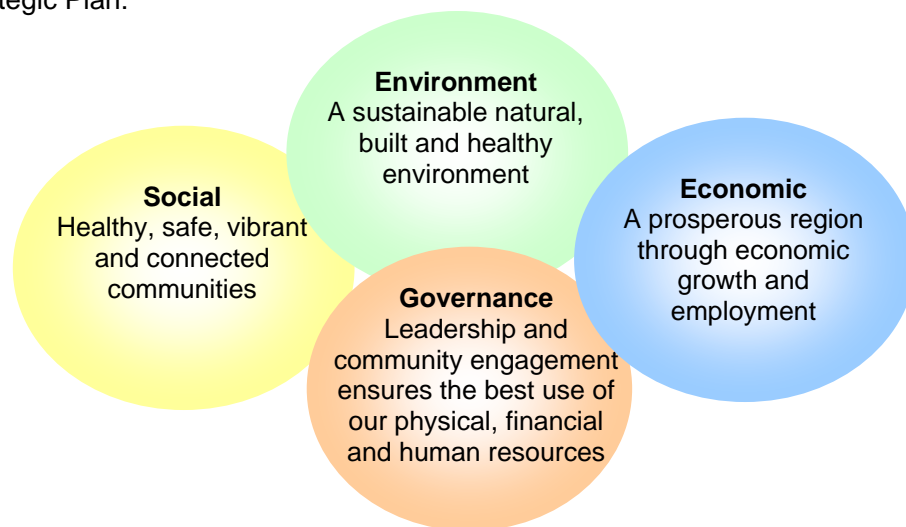 tegic Plan.
Environment
A sustainable natural,
built and healthy
environment
Social
Healthy, safe, vibrant
and connected
communities
Economic
A prosperous region
through economic
growth and
employment
Governance
Leadership and
community engagement
ensures the best use of
our physical, financial
and human resources